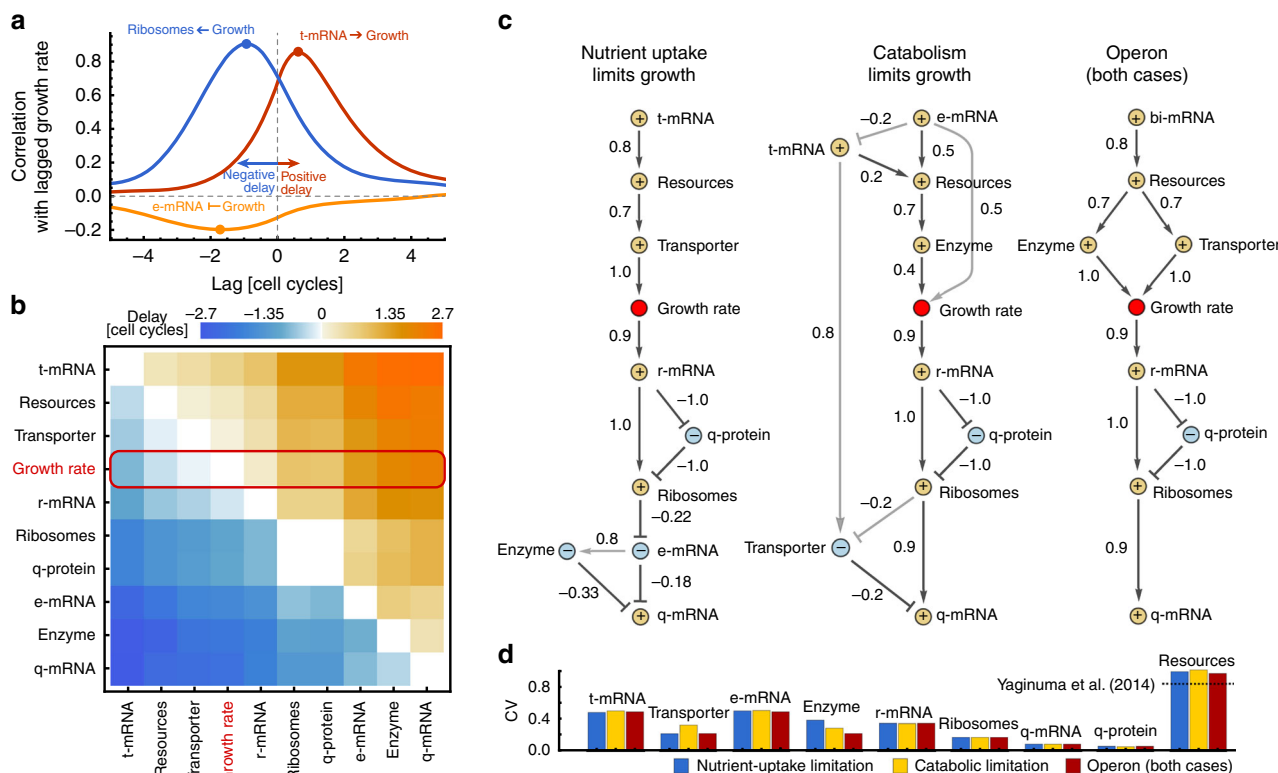 a
Ribosomes ← Growth
t-mRNA → Growth
Correlation
with lagged growth rate
0.8
0.6
0.4
0.2
0.0
−0.2
Negative
delay
Positive
delay
e-mRNA ⊢ Growth
−4
−2
0
2
4
Lag [cell cycles]
b
Delay
[cell cycles]
−2.7
−1.35
0
1.35
2.7
t-mRNA
Resources
Transporter
Growth rate
r-mRNA
Ribosomes
q-protein
e-mRNA
Enzyme
q-mRNA
t-mRNA
Resources
Transporter
Growth rate
r-mRNA
Ribosomes
q-protein
e-mRNA
Enzyme
q-mRNA
c
Nutrient uptake
limits growth
+ t-mRNA
0.8
+ Resources
0.7
+ Transporter
1.0
Growth rate
0.9
+ r-mRNA
−1.0
1.0
− q-protein
−1.0
+ Ribosomes
−0.22
Enzyme −
0.8
− e-mRNA
−0.33
−0.18
+ q-mRNA
Catabolism
limits growth
−0.2
+ e-mRNA
t-mRNA +
0.5
0.2
+ Resources
0.7
0.5
+ Enzyme
0.4
Growth rate
0.8
0.9
+ r-mRNA
−1.0
1.0
− q-protein
−1.0
+ Ribosomes
−0.2
Transporter −
0.9
−0.2
+ q-mRNA
Operon
(both cases)
+ bi-mRNA
0.8
+ Resources
0.7
0.7
Enzyme +
+ Transporter
1.0
1.0
Growth rate
0.9
+ r-mRNA
−1.0
1.0
− q-protein
−1.0
+ Ribosomes
0.9
+ q-mRNA
d
CV
0.8
0.4
0.0
t-mRNA
Transporter
e-mRNA
Enzyme
r-mRNA
Ribosomes
q-mRNA
q-protein
Resources
Yaginuma et al. (2014)
Nutrient-uptake limitation
Catabolic limitation
Operon (both cases)